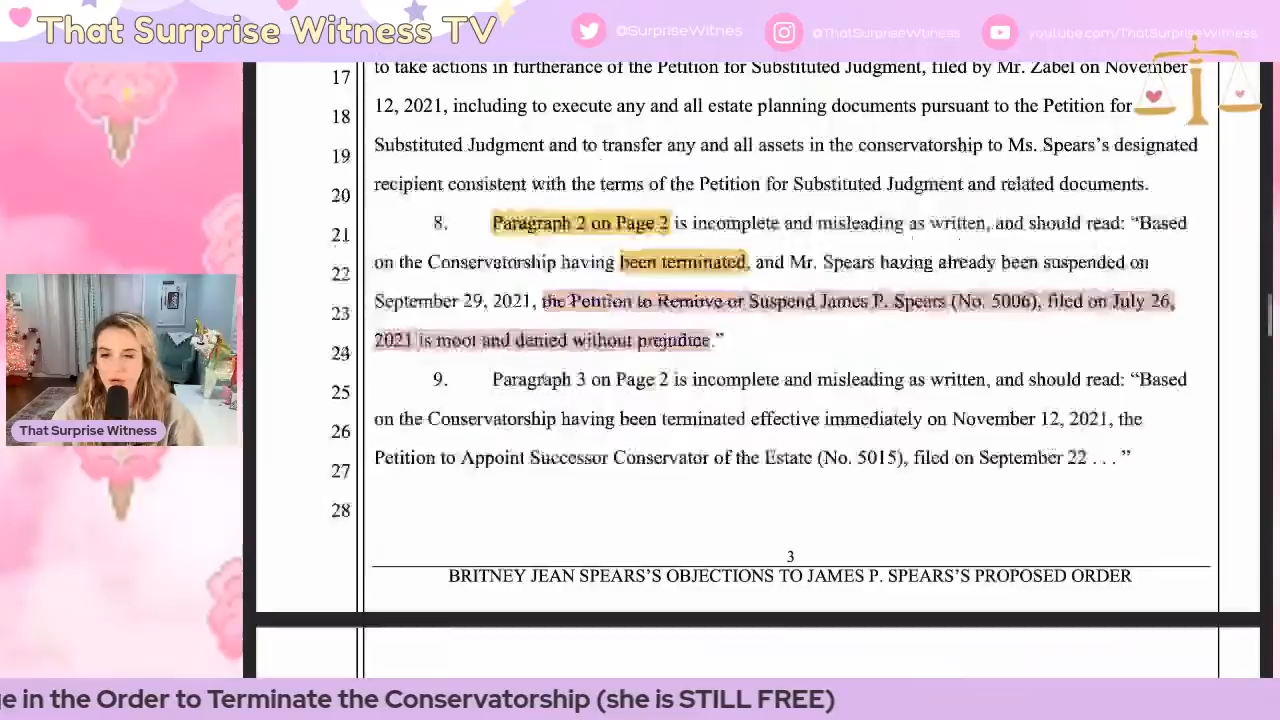 That Surprise Witness TV
@SurpriseWitnes
@ThatSurpriseWitness
youtube.com/ThatSurpriseWitness
17 to take actions in furtherance of the Petition for Substituted Judgment, filed by Mr. Zabel on November
18 12, 2021, including to execute any and all estate planning documents pursuant to the Petition for
19 Substituted Judgment and to transfer any and all assets in the conservatorship to Ms. Spears's designated
20 recipient consistent with the terms of the Petition for Substituted Judgment and related documents.
21 8. Paragraph 2 on Page 2 is incomplete and misleading as written, and should read: “Based
22 on the Conservatorship having been terminated, and Mr. Spears having already been suspended on
23 September 29, 2021, the Petition to Remove or Suspend James P. Spears (No. 5006), filed on July 26,
24 2021 is moot and denied without prejudice.”
25 9. Paragraph 3 on Page 2 is incomplete and misleading as written, and should read: “Based
26 on the Conservatorship having been terminated effective immediately on November 12, 2021, the
27 Petition to Appoint Successor Conservator of the Estate (No. 5015), filed on September 22 . . . ”
28
3
BRITNEY JEAN SPEARS'S OBJECTIONS TO JAMES P. SPEARS'S PROPOSED ORDER
That Surprise Witness
ge in the Order to Terminate the Conservatorship (she is STILL FREE)